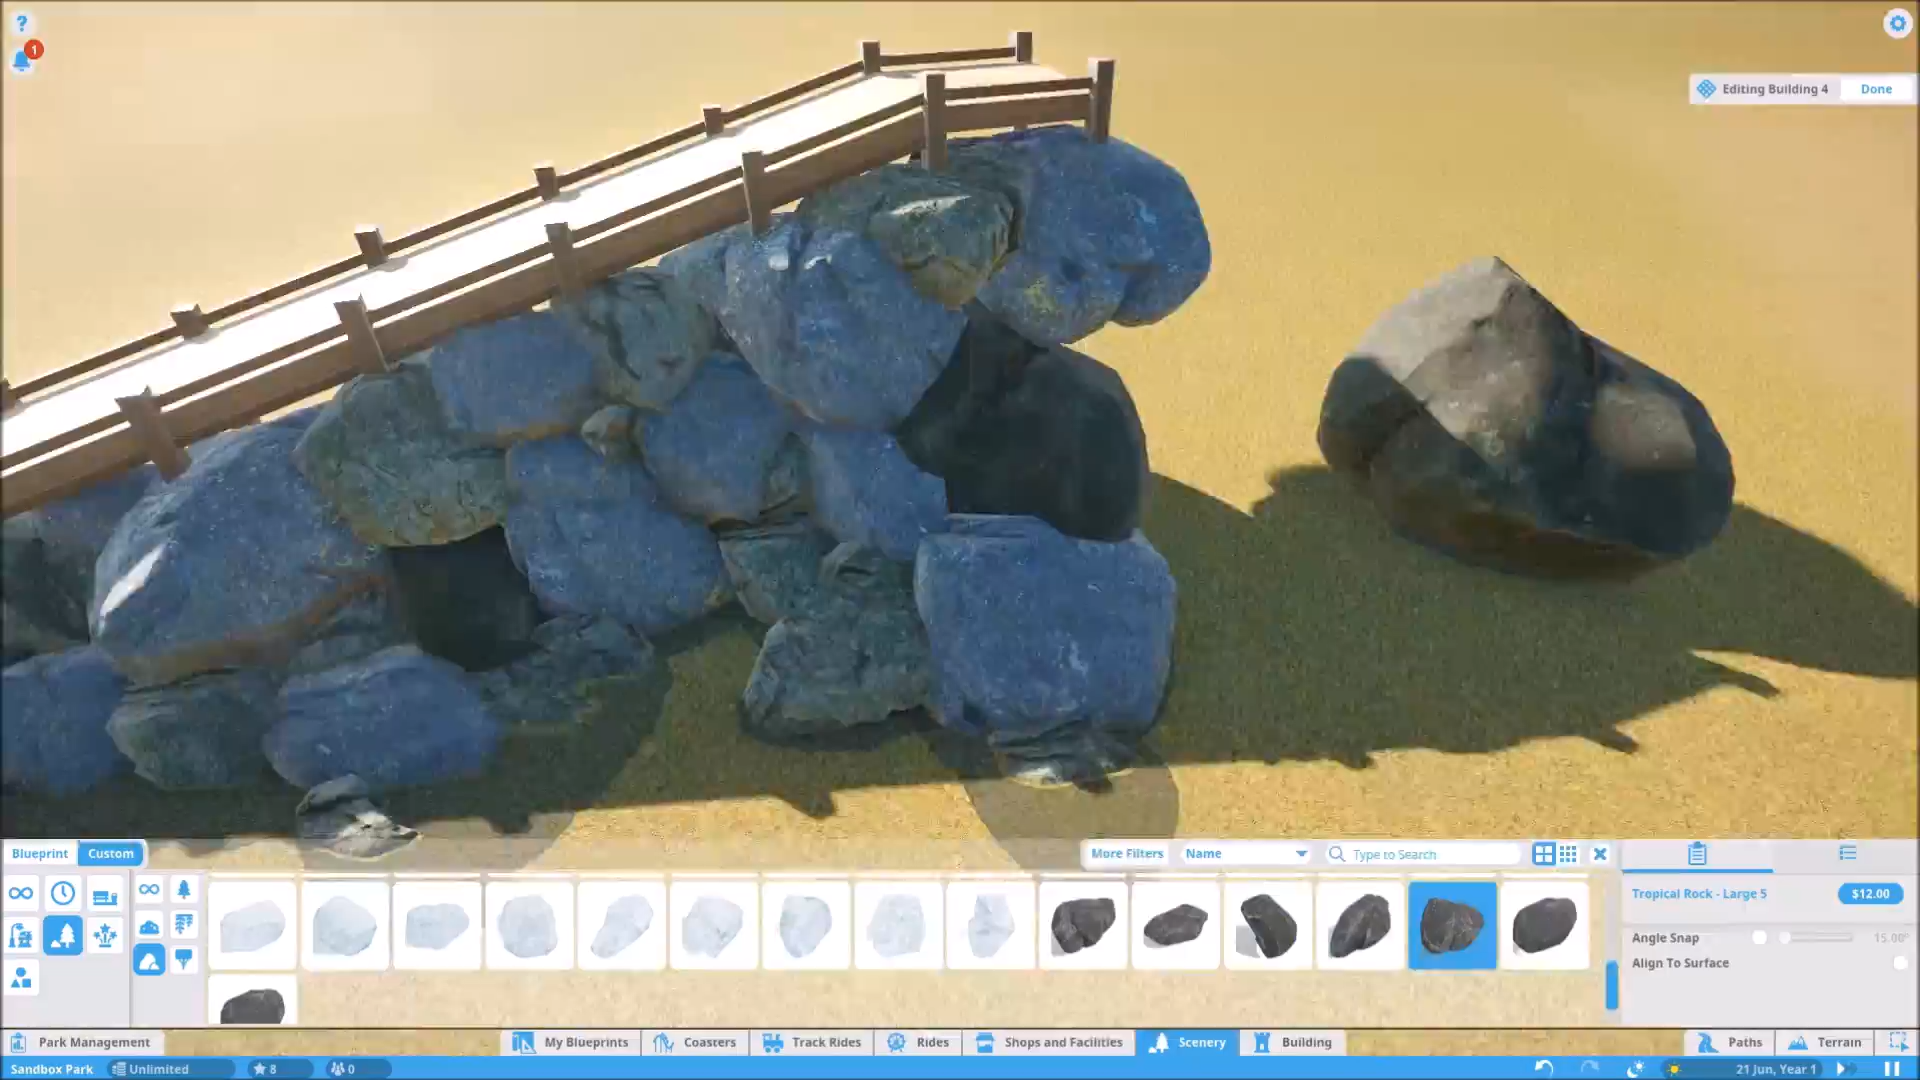 ?
1
Editing Building 4 Done
Blueprint Custom
More Filters Name Type to Search
Tropical Rock - Large 5 $12.00
Angle Snap 15.00°
Align To Surface
Park Management My Blueprints Coasters Track Rides Rides Shops and Facilities Scenery Building Paths Terrain
Sandbox Park Unlimited 8 0 21 Jun, Year 1